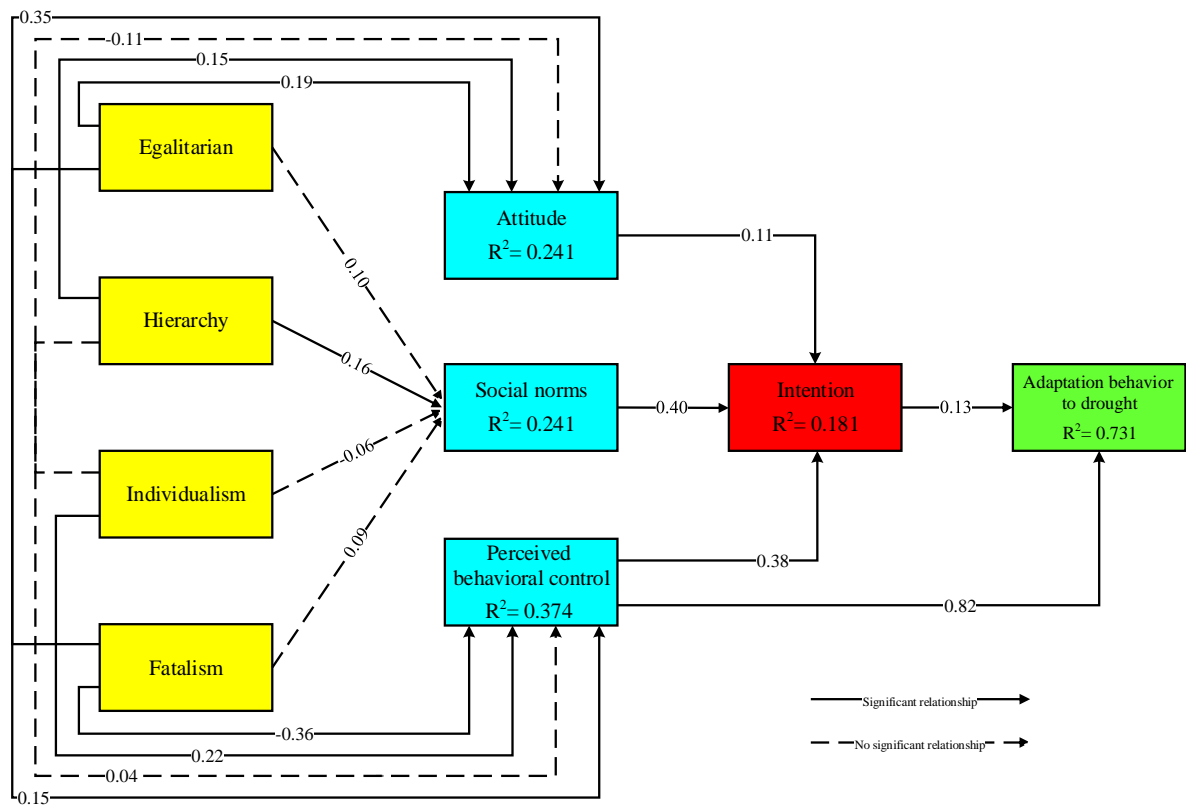 0.35
-0.11
0.15
0.19
Egalitarian
Attitude
R²= 0.241
0.11
0.10
Hierarchy
0.16
Social norms
R²= 0.241
0.40
Intention
R²= 0.181
0.13
Adaptation behavior
to drought
R²= 0.731
-0.06
Individualism
0.09
Perceived
behavioral control
R²= 0.374
0.38
0.82
Fatalism
-0.36
0.22
0.04
0.15
Significant relationship
No significant relationship